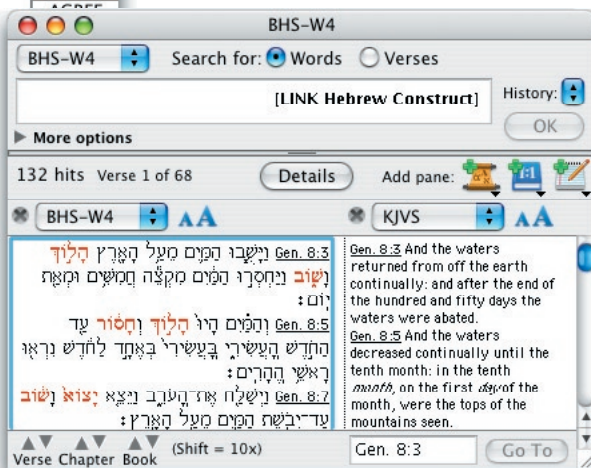 AGREE
BHS-W4
BHS-W4 Search for: Words Verses
[LINK Hebrew Construct] History:
OK
More options
132 hits Verse 1 of 68 Details Add pane:
BHS-W4 AA
Gen. 8:3 וַיָּשֻׁבוּ הַמַּיִם מֵעַל הָאָרֶץ הָלוֹךְ
וָשׁוֹב וַיַּחְסְרוּ הַמַּיִם מִקְצֵה חֲמִשִּׁים וּמְאַת
יוֹם׃
Gen. 8:5 וְהַמַּיִם הָיוּ הָלוֹךְ וְחָסוֹר עַד
הַחֹדֶשׁ הָעֲשִׂירִי בָּעֲשִׂירִי בְּאֶחָד לַחֹדֶשׁ נִרְאוּ
רָאשֵׁי הֶהָרִים׃
Gen. 8:7 וַיְשַׁלַּח אֶת־הָעֹרֵב וַיֵּצֵא יָצוֹא וָשׁוֹב
עַד־יְבֹשֶׁת הַמַּיִם מֵעַל הָאָרֶץ׃
KJVS AA
Gen. 8:3 And the waters
returned from off the earth
continually: and after the end of
the hundred and fifty days the
waters were abated.
Gen. 8:5 And the waters
decreased continually until the
tenth month: in the tenth
month, on the first day of the
month, were the tops of the
mountains seen.
Verse Chapter Book (Shift = 10x) Gen. 8:3 Go To